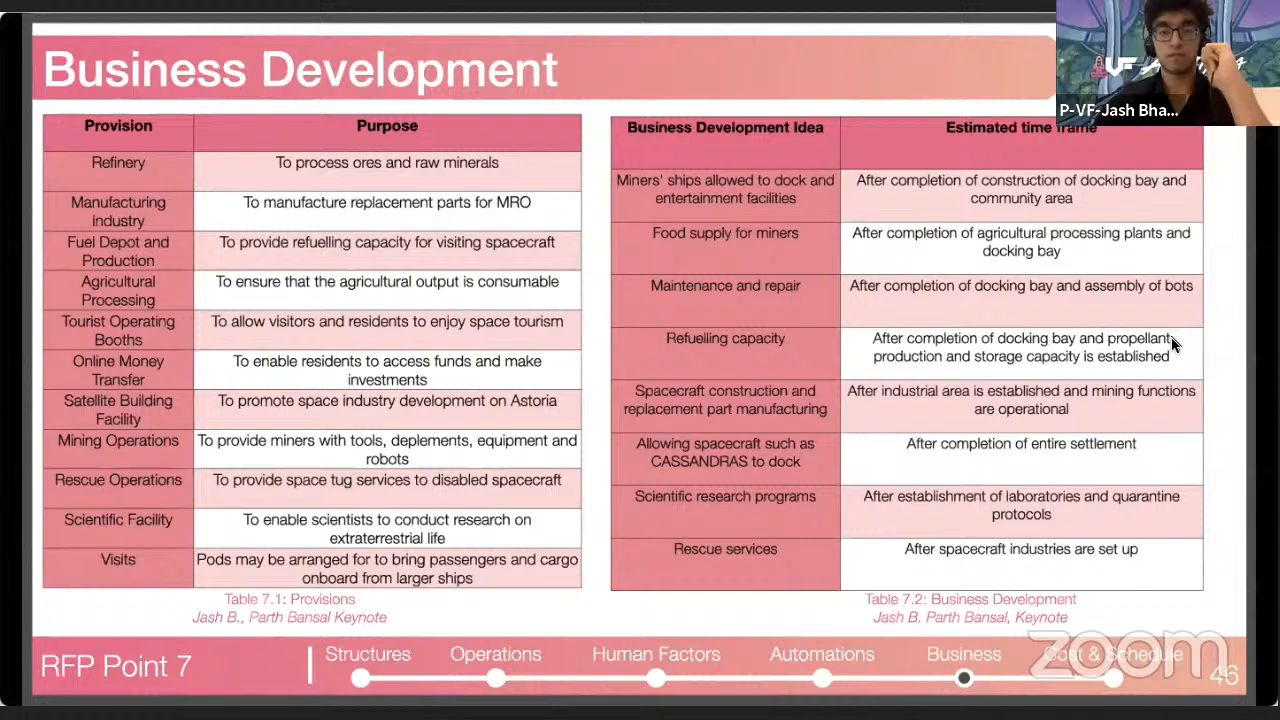 Business Development
P-VF-Jash Bha...
Provision
Purpose
Refinery
To process ores and raw minerals
Manufacturing
industry
To manufacture replacement parts for MRO
Fuel Depot and
Production
To provide refuelling capacity for visiting spacecraft
Agricultural
Processing
To ensure that the agricultural output is consumable
Tourist Operating
Booths
To allow visitors and residents to enjoy space tourism
Online Money
Transfer
To enable residents to access funds and make
investments
Satellite Building
Facility
To promote space industry development on Astoria
Mining Operations
To provide miners with tools, deplements, equipment and
robots
Rescue Operations
To provide space tug services to disabled spacecraft
Scientific Facility
To enable scientists to conduct research on
extraterrestrial life
Visits
Pods may be arranged for to bring passengers and cargo
onboard from larger ships
Table 7.1: Provisions
Jash B., Parth Bansal Keynote
Business Development Idea
Estimated time frame
Miners' ships allowed to dock and
entertainment facilities
After completion of construction of docking bay and
community area
Food supply for miners
After completion of agricultural processing plants and
docking bay
Maintenance and repair
After completion of docking bay and assembly of bots
Refuelling capacity
After completion of docking bay and propellant
production and storage capacity is established
Spacecraft construction and
replacement part manufacturing
After industrial area is established and mining functions
are operational
Allowing spacecraft such as
CASSANDRAS to dock
After completion of entire settlement
Scientific research programs
After establishment of laboratories and quarantine
protocols
Rescue services
After spacecraft industries are set up
Table 7.2: Business Development
Jash B. Parth Bansal, Keynote
RFP Point 7
Structures
Operations
Human Factors
Automations
Business
Cost & Schedule
zoom
46